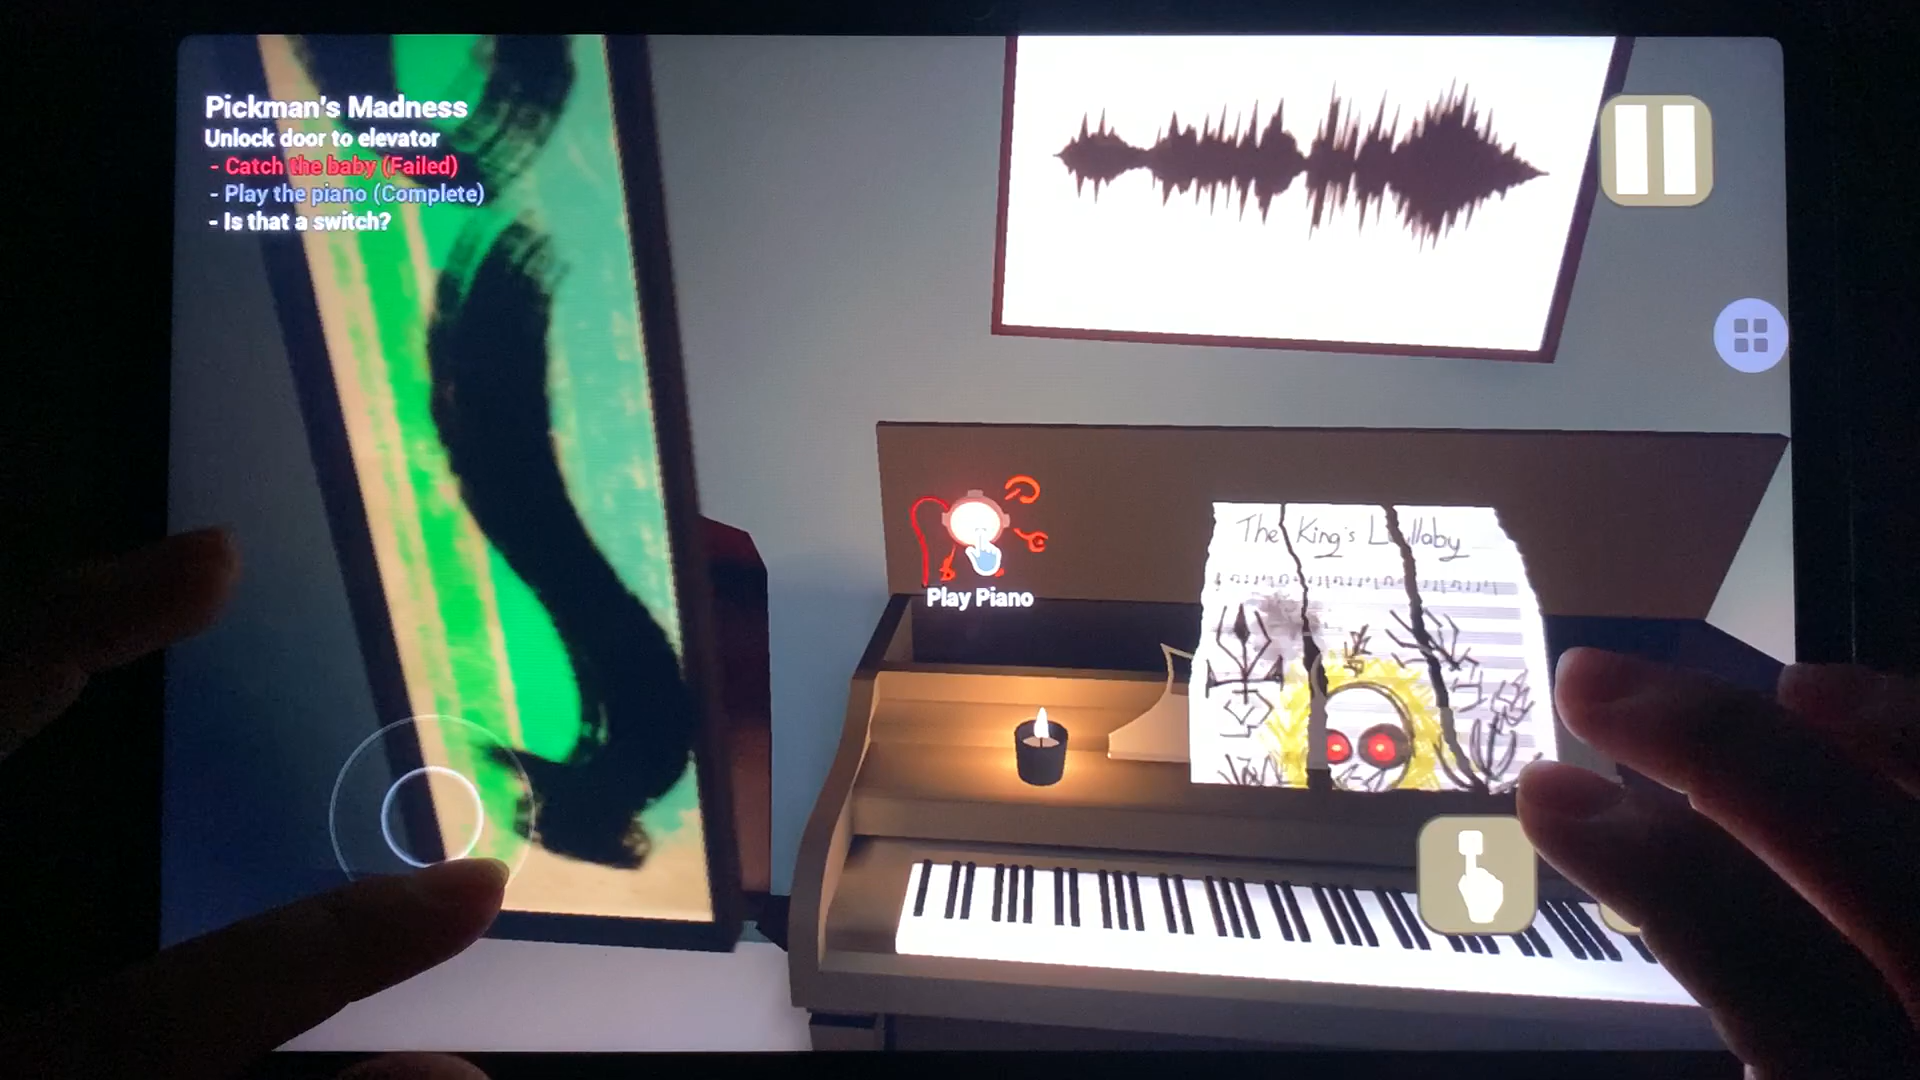 Pickman's Madness
Unlock door to elevator
- Catch the baby (Failed)
- Play the piano (Complete)
- Is that a switch?
Play Piano
The King's Lullaby